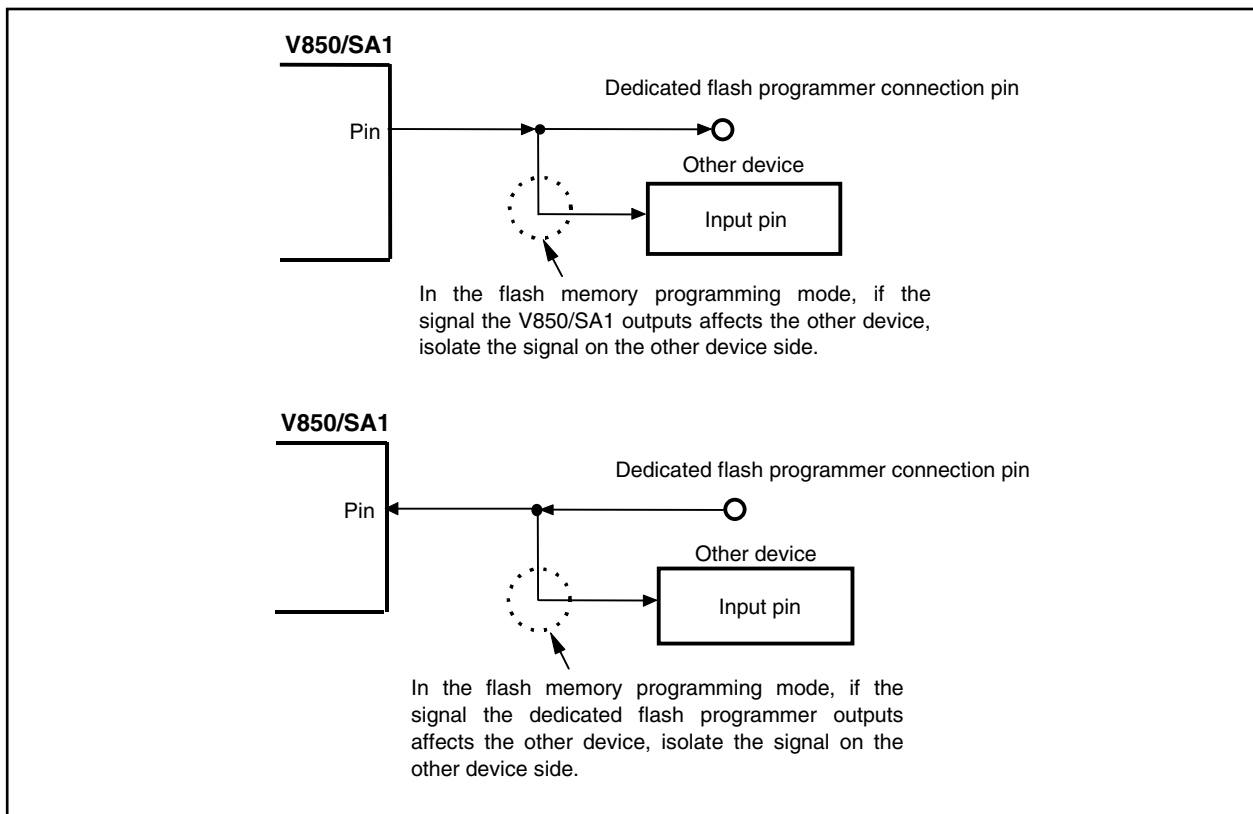 V850/SA1
Dedicated flash programmer connection pin
Pin
Other device
Input pin
In the flash memory programming mode, if the
signal the V850/SA1 outputs affects the other device,
isolate the signal on the other device side.
V850/SA1
Dedicated flash programmer connection pin
Pin
Other device
Input pin
In the flash memory programming mode, if the
signal the dedicated flash programmer outputs
affects the other device, isolate the signal on the
other device side.